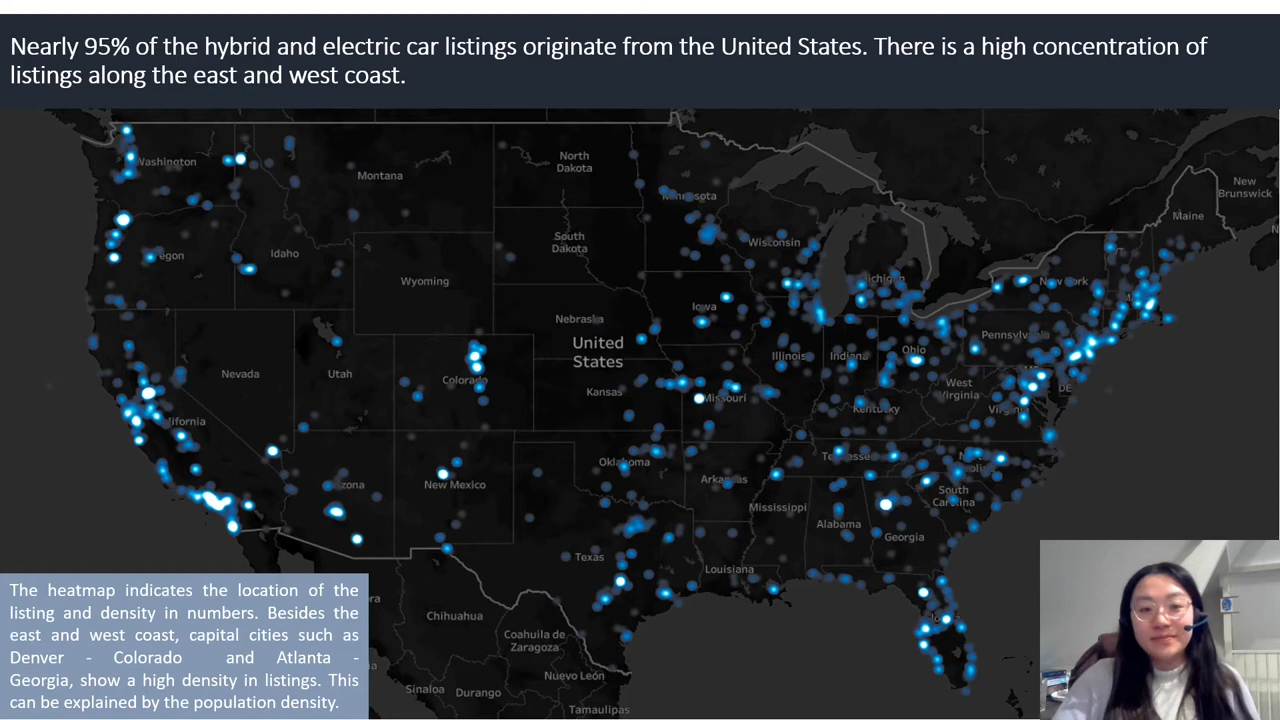 Nearly 95% of the hybrid and electric car listings originate from the United States. There is a high concentration of
listings along the east and west coast.
Washington
North
Dakota
Montana
Minnesota
New
Brunswick
Maine
South
Dakota
Wisconsin
egon
Idaho
Wyoming
ichigan
New York
Iowa
Nebraska
United
States
Pennsylvania
Illinois
Indiana
Ohio
Nevada
Utah
Colorado
Kansas
West
Virginia
DE
Missouri
Kentucky
Virginia
lifornia
Oklahoma
Tennessee
zona
New Mexico
Arkansas
South
Carolina
Mississippi
Alabama
Georgia
Texas
Louisiana
The heatmap indicates the location of the
listing and density in numbers. Besides the
east and west coast, capital cities such as
Denver - Colorado and Atlanta -
Georgia, show a high density in listings. This
can be explained by the population density.
Chihuahua
Coahuila de
Zaragoza
Nuevo León
Sinaloa
Durango
Tamaulipas